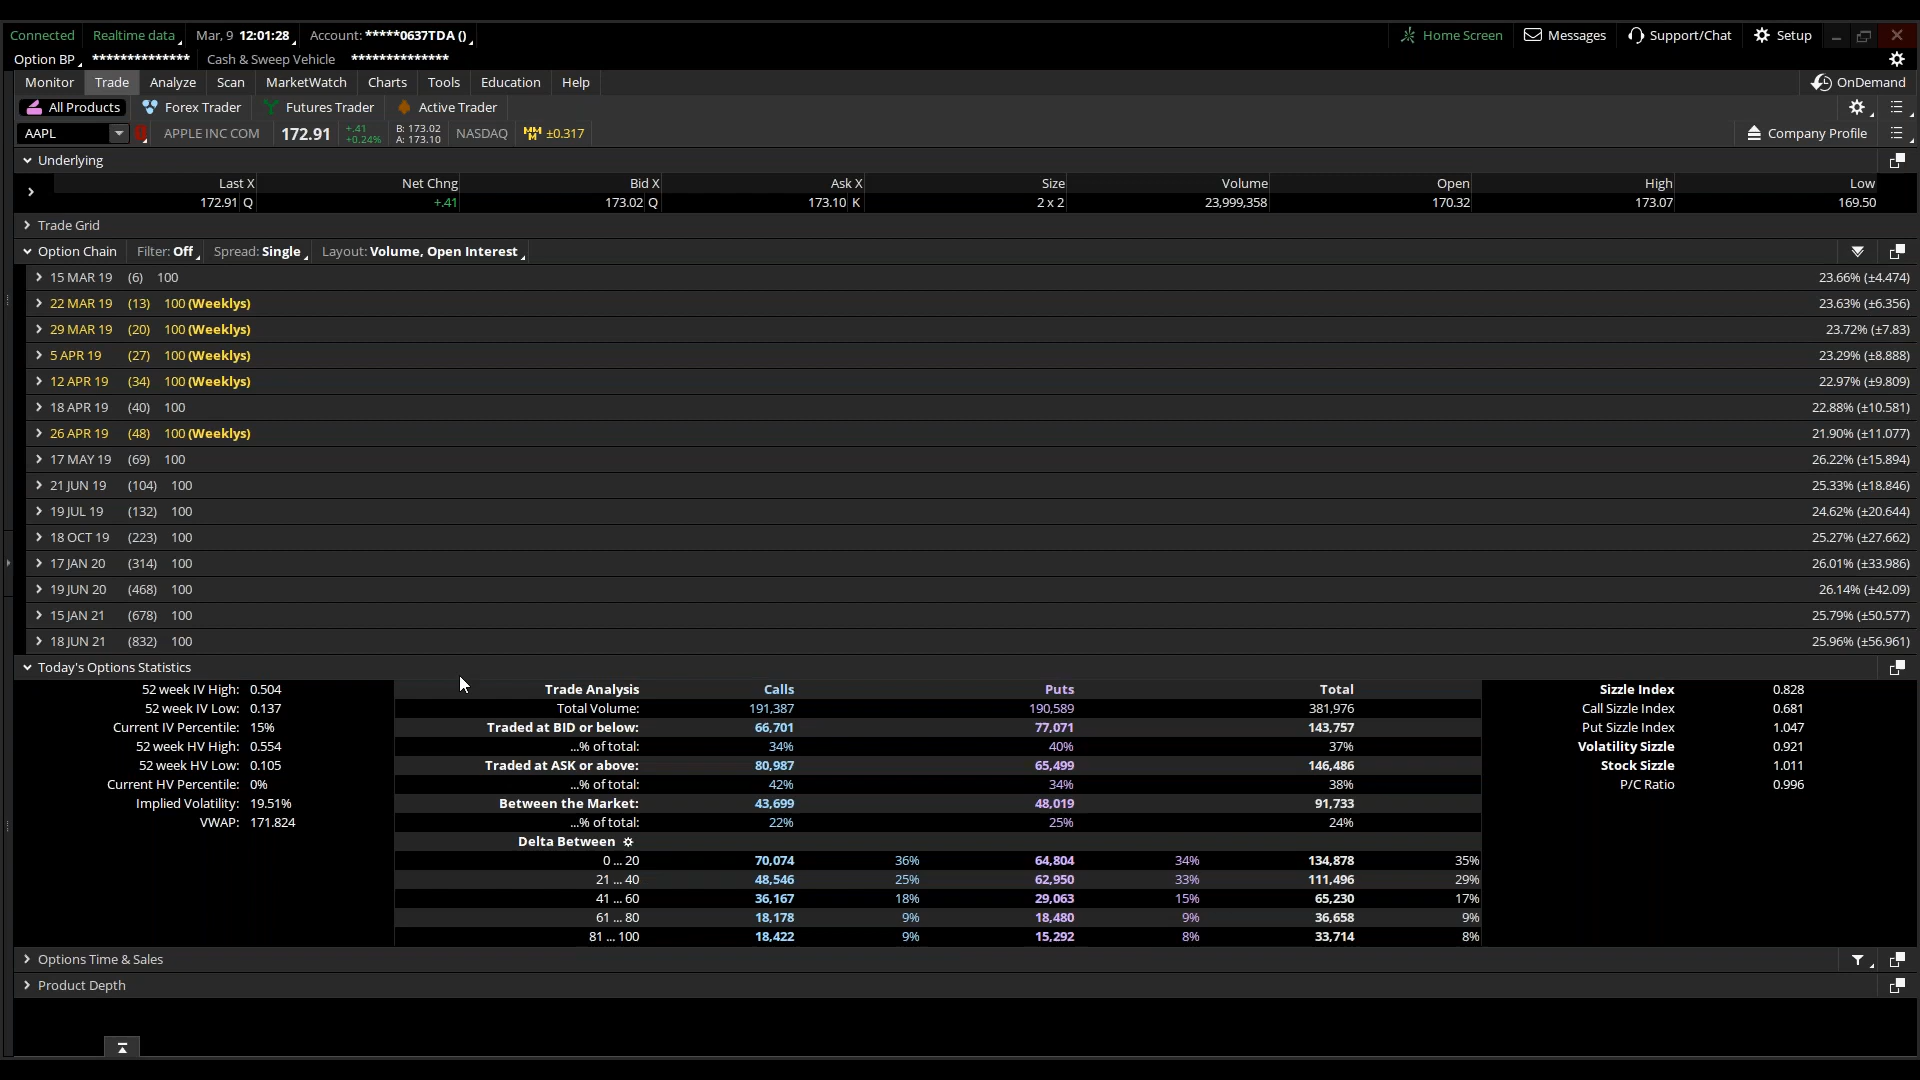 Connected Realtime data Mar, 9 12:01:28 Account: *****0637TDA () Home Screen Messages Support/Chat Setup
Option BP ************** Cash & Sweep Vehicle **************
Monitor Trade Analyze Scan MarketWatch Charts Tools Education Help OnDemand
All Products Forex Trader Futures Trader Active Trader
AAPL APPLE INC COM 172.91 +.41 +0.24% B: 173.02 A: 173.10 NASDAQ ±0.317 Company Profile
Underlying
Last X Net Chng Bid X Ask X Size Volume Open High Low
172.91 Q +.41 173.02 Q 173.10 K 2 x 2 23,999,358 170.32 173.07 169.50
Trade Grid
Option Chain Filter: Off Spread: Single Layout: Volume, Open Interest
15 MAR 19 (6) 100 23.66% (±4.474)
22 MAR 19 (13) 100 (Weeklys) 23.63% (±6.356)
29 MAR 19 (20) 100 (Weeklys) 23.72% (±7.83)
5 APR 19 (27) 100 (Weeklys) 23.29% (±8.888)
12 APR 19 (34) 100 (Weeklys) 22.97% (±9.809)
18 APR 19 (40) 100 22.88% (±10.581)
26 APR 19 (48) 100 (Weeklys) 21.90% (±11.077)
17 MAY 19 (69) 100 26.22% (±15.894)
21 JUN 19 (104) 100 25.33% (±18.846)
19 JUL 19 (132) 100 24.62% (±20.644)
18 OCT 19 (223) 100 25.27% (±27.662)
17 JAN 20 (314) 100 26.01% (±33.986)
19 JUN 20 (468) 100 26.14% (±42.09)
15 JAN 21 (678) 100 25.79% (±50.577)
18 JUN 21 (832) 100 25.96% (±56.961)
Today's Options Statistics
52 week IV High: 0.504 Trade Analysis Calls Puts Total Sizzle Index 0.828
52 week IV Low: 0.137 Total Volume: 191,387 190,589 381,976 Call Sizzle Index 0.681
Current IV Percentile: 15% Traded at BID or below: 66,701 77,071 143,757 Put Sizzle Index 1.047
52 week HV High: 0.554 ...% of total: 34% 40% 37% Volatility Sizzle 0.921
52 week HV Low: 0.105 Traded at ASK or above: 80,987 65,499 146,486 Stock Sizzle 1.011
Current HV Percentile: 0% ...% of total: 42% 34% 38% P/C Ratio 0.996
Implied Volatility: 19.51% Between the Market: 43,699 48,019 91,733
VWAP: 171.824 ...% of total: 22% 25% 24%
Delta Between
0 ... 20 70,074 36% 64,804 34% 134,878 35%
21 ... 40 48,546 25% 62,950 33% 111,496 29%
41 ... 60 36,167 18% 29,063 15% 65,230 17%
61 ... 80 18,178 9% 18,480 9% 36,658 9%
81 ... 100 18,422 9% 15,292 8% 33,714 8%
Options Time & Sales
Product Depth